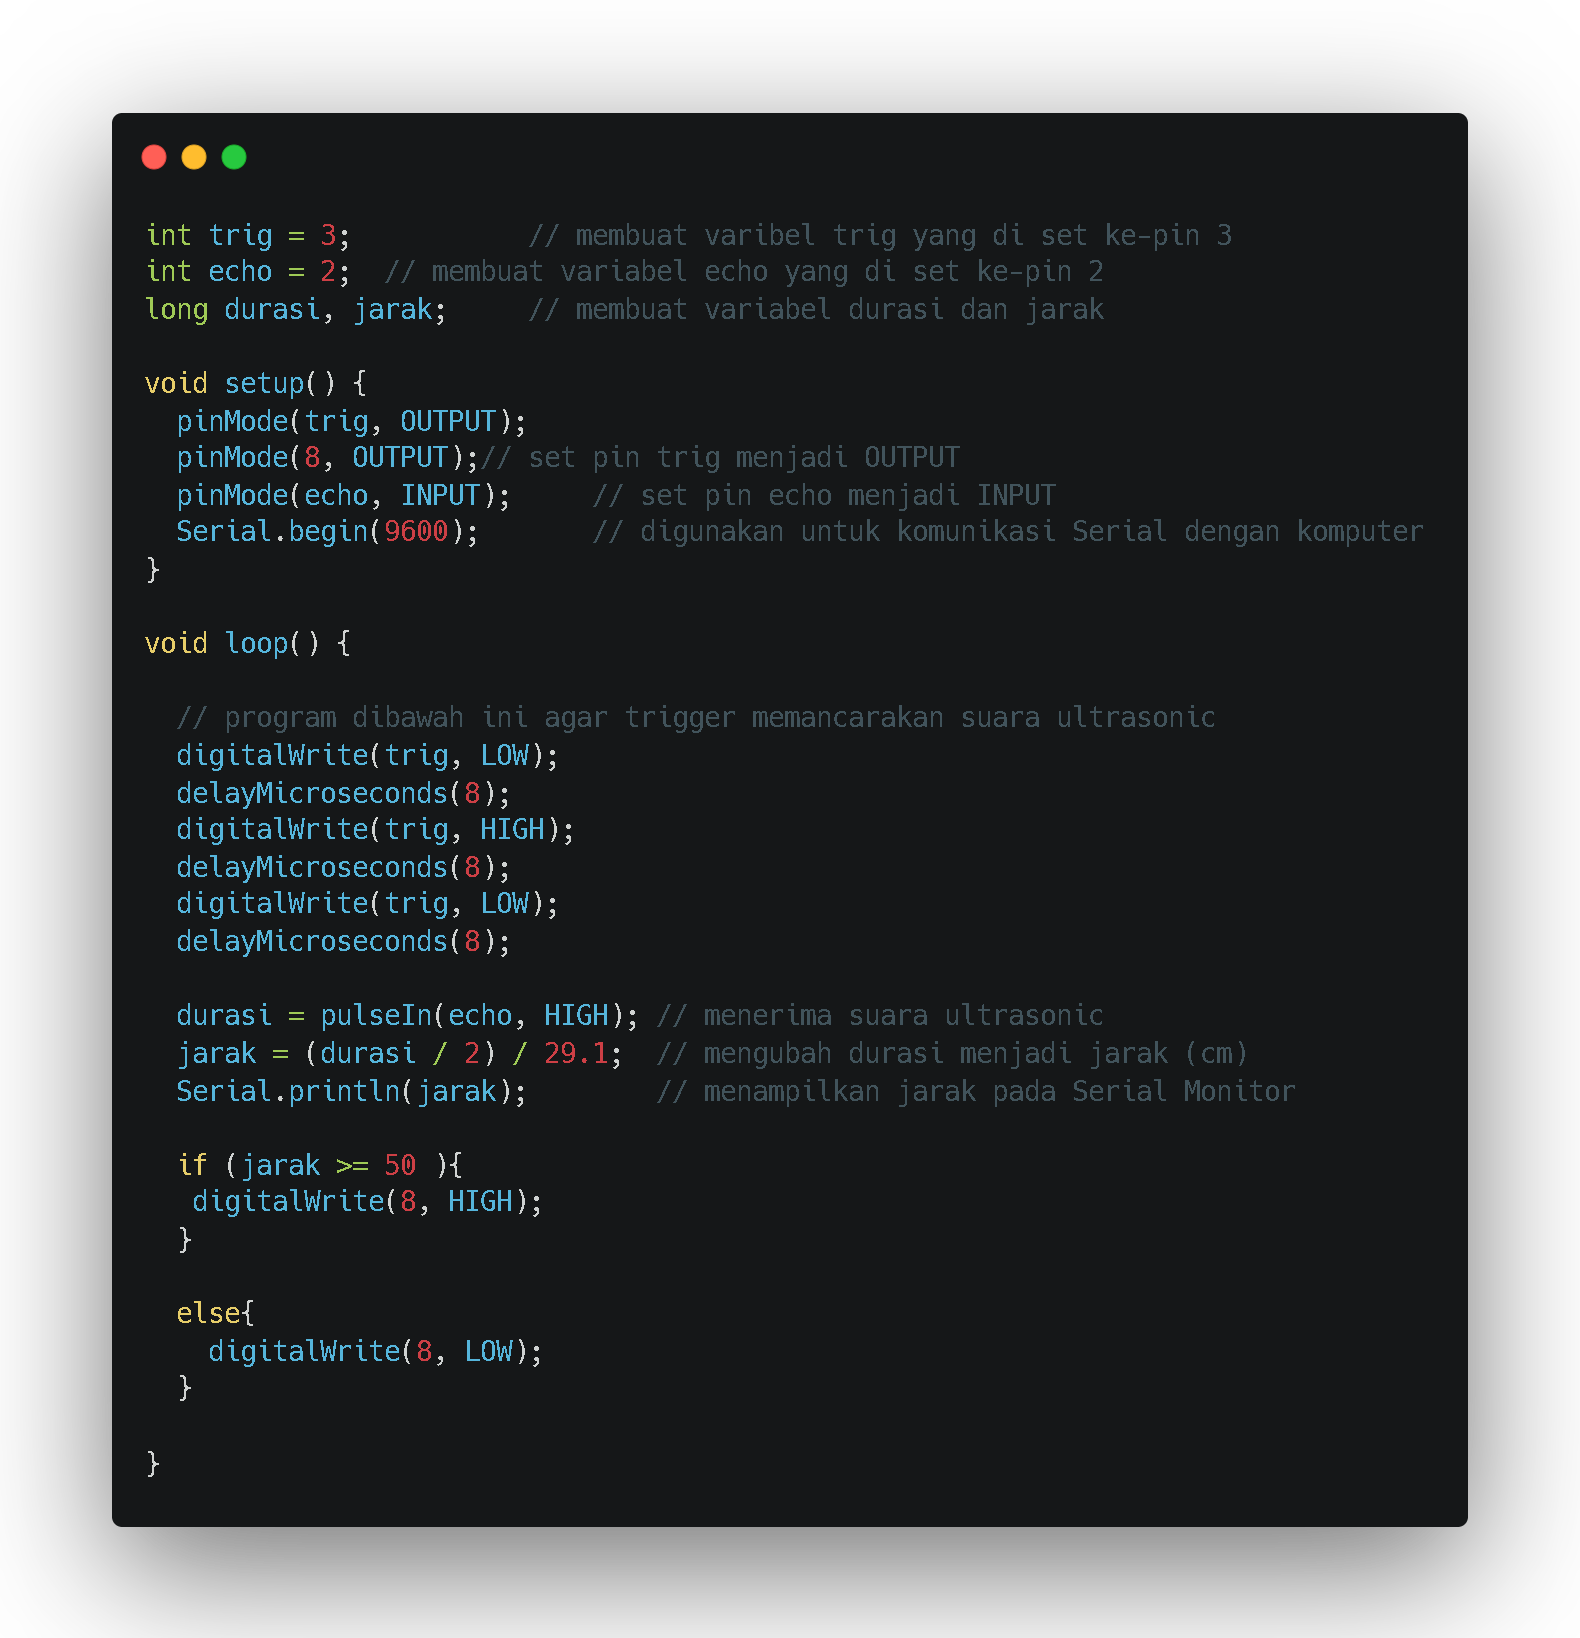 int trig = 3;           // membuat varibel trig yang di set ke-pin 3
int echo = 2;  // membuat variabel echo yang di set ke-pin 2
long durasi, jarak;     // membuat variabel durasi dan jarak
void setup() {
  pinMode(trig, OUTPUT);
  pinMode(8, OUTPUT);// set pin trig menjadi OUTPUT
  pinMode(echo, INPUT);     // set pin echo menjadi INPUT
  Serial.begin(9600);       // digunakan untuk komunikasi Serial dengan komputer
}
void loop() {
  // program dibawah ini agar trigger memancarakan suara ultrasonic
  digitalWrite(trig, LOW);
  delayMicroseconds(8);
  digitalWrite(trig, HIGH);
  delayMicroseconds(8);
  digitalWrite(trig, LOW);
  delayMicroseconds(8);
  durasi = pulseIn(echo, HIGH); // menerima suara ultrasonic
  jarak = (durasi / 2) / 29.1;  // mengubah durasi menjadi jarak (cm)
  Serial.println(jarak);        // menampilkan jarak pada Serial Monitor
  if (jarak >= 50 ){
   digitalWrite(8, HIGH);
  }
  else{
    digitalWrite(8, LOW);
  }
}